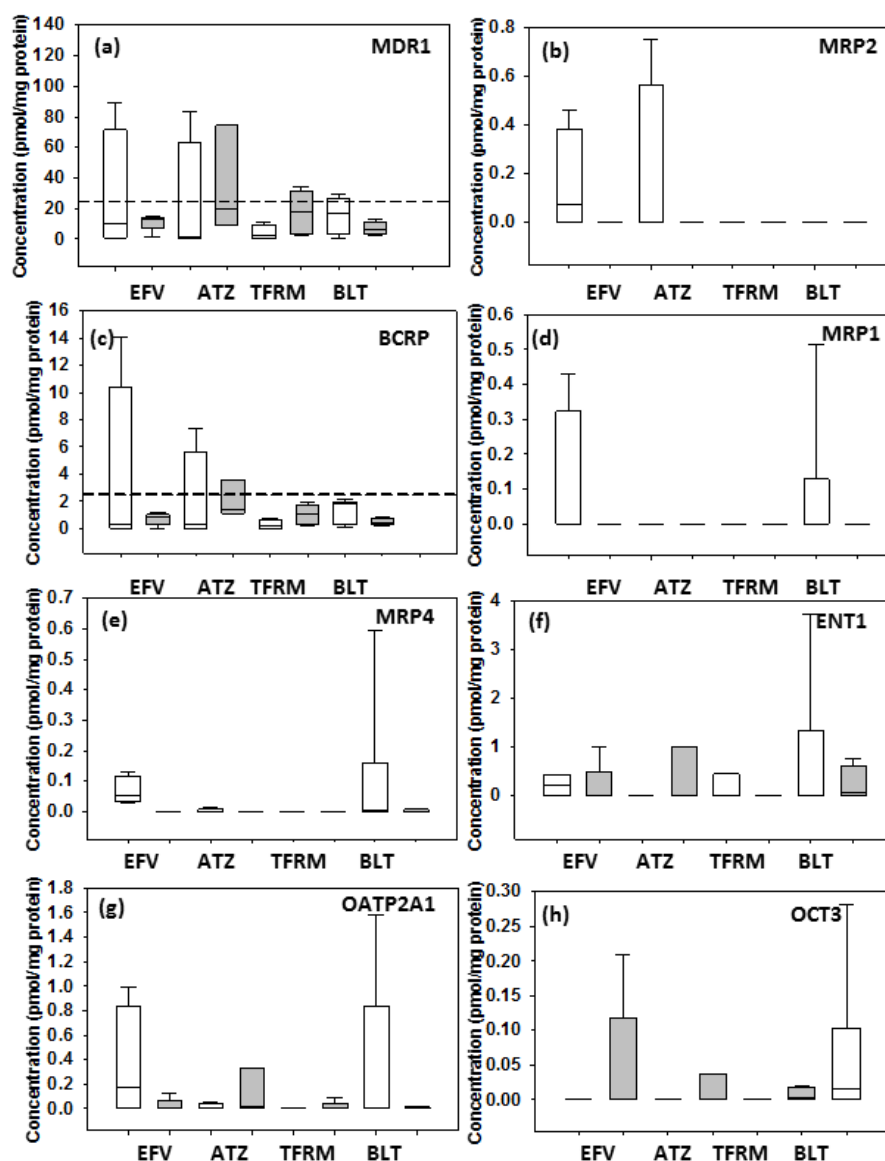 (a) MDR1
Concentration (pmol/mg protein)
140
120
100
80
60
40
20
0
EFV ATZ TFRM BLT
(b) MRP2
Concentration (pmol/mg protein)
0.8
0.6
0.4
0.2
0.0
EFV ATZ TFRM BLT
(c) BCRP
Concentration (pmol/mg protein)
16
14
12
10
8
6
4
2
0
EFV ATZ TFRM BLT
(d) MRP1
Concentration (pmol/mg protein)
0.6
0.5
0.4
0.3
0.2
0.1
0.0
EFV ATZ TFRM BLT
(e) MRP4
Concentration (pmol/mg protein)
0.7
0.6
0.5
0.4
0.3
0.2
0.1
0.0
EFV ATZ TFRM BLT
(f) ENT1
Concentration (pmol/mg protein)
4
3
2
1
0
EFV ATZ TFRM BLT
(g) OATP2A1
Concentration (pmol/mg protein)
1.8
1.6
1.4
1.2
1.0
0.8
0.6
0.4
0.2
0.0
EFV ATZ TFRM BLT
(h) OCT3
Concentration (pmol/mg protein)
0.30
0.25
0.20
0.15
0.10
0.05
0.00
EFV ATZ TFRM BLT